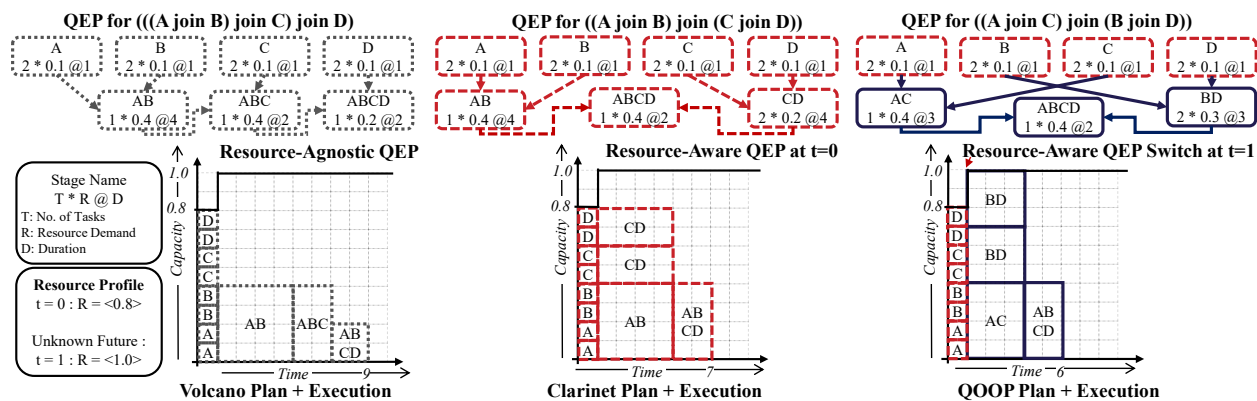 QEP for (((A join B) join C) join D)
A
2 * 0.1 @1
B
2 * 0.1 @1
C
2 * 0.1 @1
D
2 * 0.1 @1
AB
1 * 0.4 @4
ABC
1 * 0.4 @2
ABCD
1 * 0.2 @2
Resource-Agnostic QEP
Stage Name
T * R @ D
T: No. of Tasks
R: Resource Demand
D: Duration
Resource Profile
t = 0 : R = <0.8>
Unknown Future :
t = 1 : R = <1.0>
1.0
0.8
Capacity
D
D
C
C
B
B
A
A
AB
ABC
AB
CD
Time
9
Volcano Plan + Execution
QEP for ((A join B) join (C join D))
A
2 * 0.1 @1
B
2 * 0.1 @1
C
2 * 0.1 @1
D
2 * 0.1 @1
AB
1 * 0.4 @4
ABCD
1 * 0.4 @2
CD
2 * 0.2 @4
Resource-Aware QEP at t=0
1.0
0.8
Capacity
D
D
C
C
B
B
A
A
CD
CD
AB
AB
CD
Time
7
Clarinet Plan + Execution
QEP for ((A join C) join (B join D))
A
2 * 0.1 @1
B
2 * 0.1 @1
C
2 * 0.1 @1
D
2 * 0.1 @1
AC
1 * 0.4 @3
ABCD
1 * 0.4 @2
BD
2 * 0.3 @3
Resource-Aware QEP Switch at t=1
1.0
0.8
Capacity
D
D
C
C
B
B
A
A
BD
BD
AC
AB
CD
Time
6
QOOP Plan + Execution